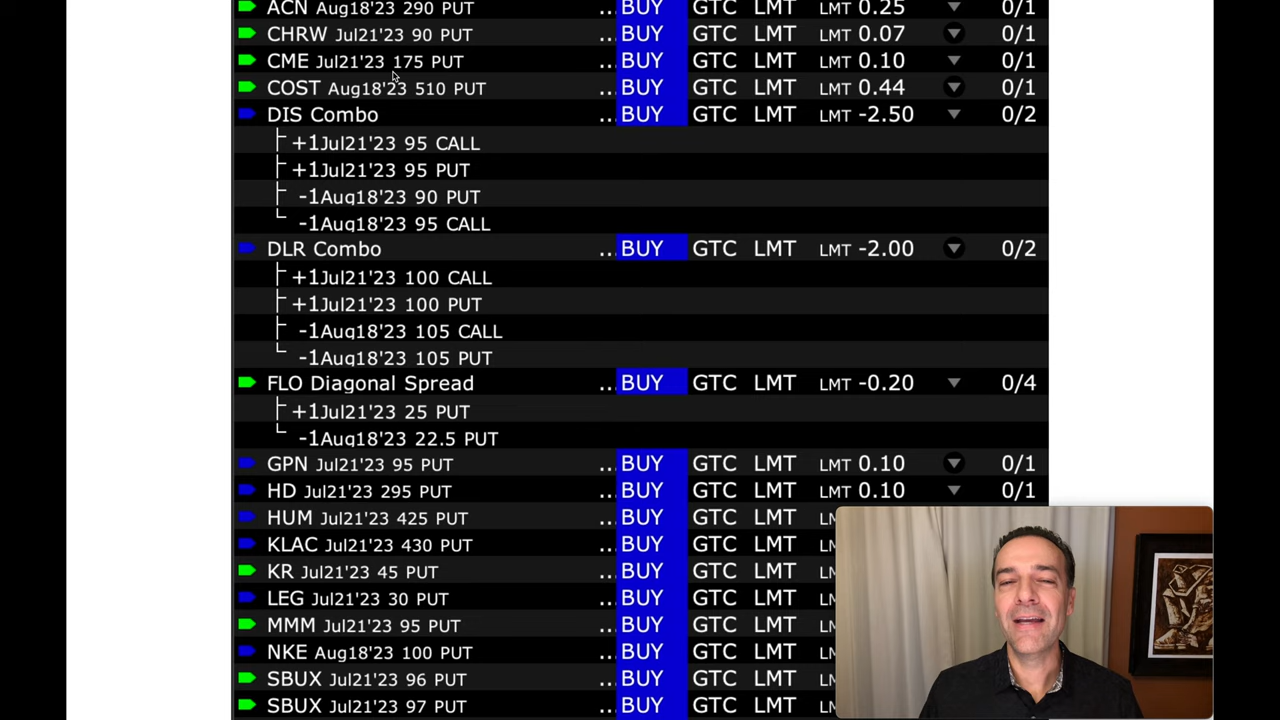 ACN Aug18'23 290 PUT ... BUY GTC LMT LMT 0.25 0/1
CHRW Jul21'23 90 PUT ... BUY GTC LMT LMT 0.07 0/1
CME Jul21'23 175 PUT ... BUY GTC LMT LMT 0.10 0/1
COST Aug18'23 510 PUT ... BUY GTC LMT LMT 0.44 0/1
DIS Combo ... BUY GTC LMT LMT -2.50 0/2
+1Jul21'23 95 CALL
+1Jul21'23 95 PUT
-1Aug18'23 90 PUT
-1Aug18'23 95 CALL
DLR Combo ... BUY GTC LMT LMT -2.00 0/2
+1Jul21'23 100 CALL
+1Jul21'23 100 PUT
-1Aug18'23 105 CALL
-1Aug18'23 105 PUT
FLO Diagonal Spread ... BUY GTC LMT LMT -0.20 0/4
+1Jul21'23 25 PUT
-1Aug18'23 22.5 PUT
GPN Jul21'23 95 PUT ... BUY GTC LMT LMT 0.10 0/1
HD Jul21'23 295 PUT ... BUY GTC LMT LMT 0.10 0/1
HUM Jul21'23 425 PUT ... BUY GTC LMT
KLAC Jul21'23 430 PUT ... BUY GTC LMT
KR Jul21'23 45 PUT ... BUY GTC LMT
LEG Jul21'23 30 PUT ... BUY GTC LMT
MMM Jul21'23 95 PUT ... BUY GTC LMT
NKE Aug18'23 100 PUT ... BUY GTC LMT
SBUX Jul21'23 96 PUT ... BUY GTC LMT
SBUX Jul21'23 97 PUT ... BUY GTC LMT